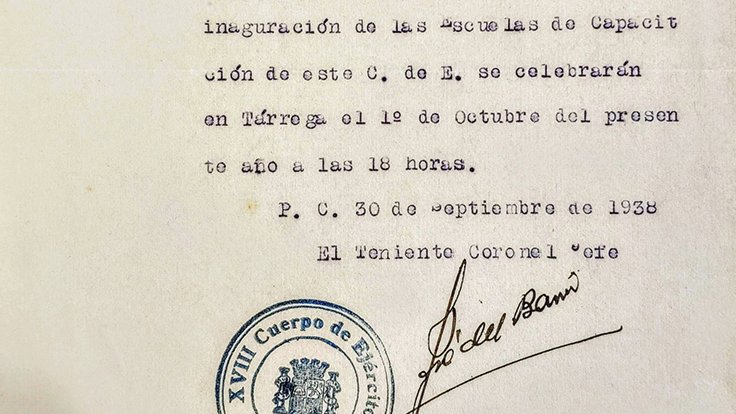 inaguración de las Escuelas de Capacit
ción de este C. de E. se celebrarán
en Tárrega el 1º de Octubre del presen
te año a las 18 horas.
P. C. 30 de Septiembre de 1938
El Teniente Coronel Jefe
XVIII Cuerpo de Ejército
del